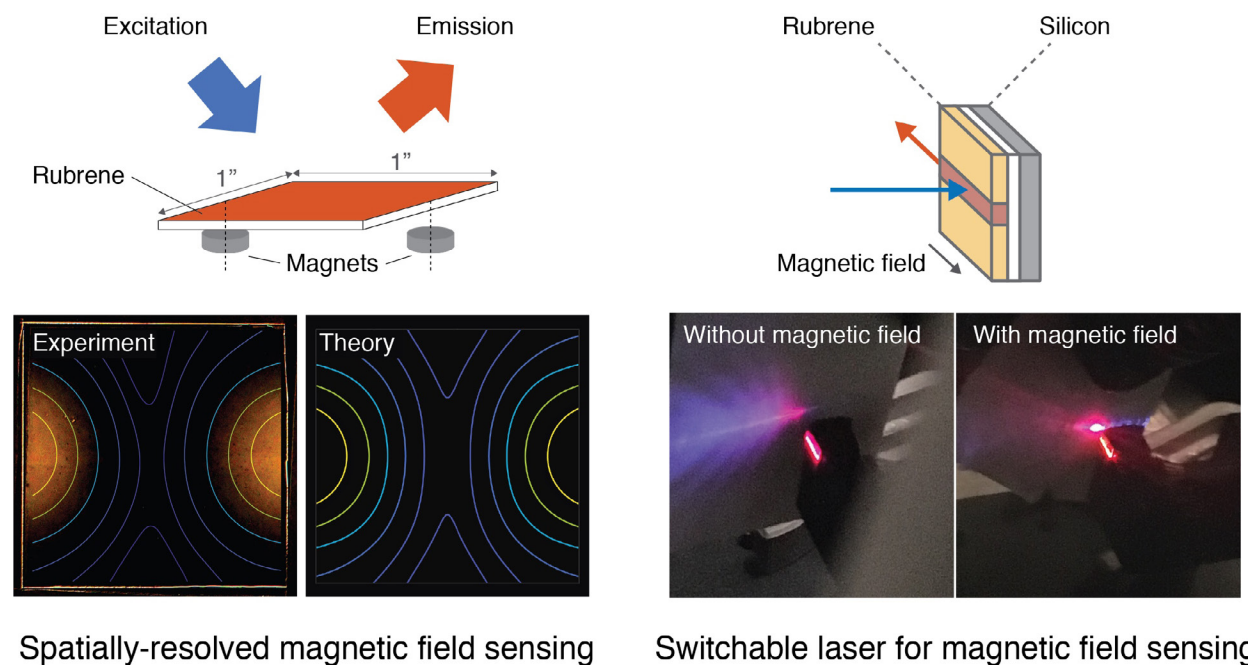 Excitation
Emission
Rubrene
1”
1”
Magnets
Rubrene
Silicon
Magnetic field
Experiment
Theory
Without magnetic field
With magnetic field
Spatially-resolved magnetic field sensing
Switchable laser for magnetic field sensing